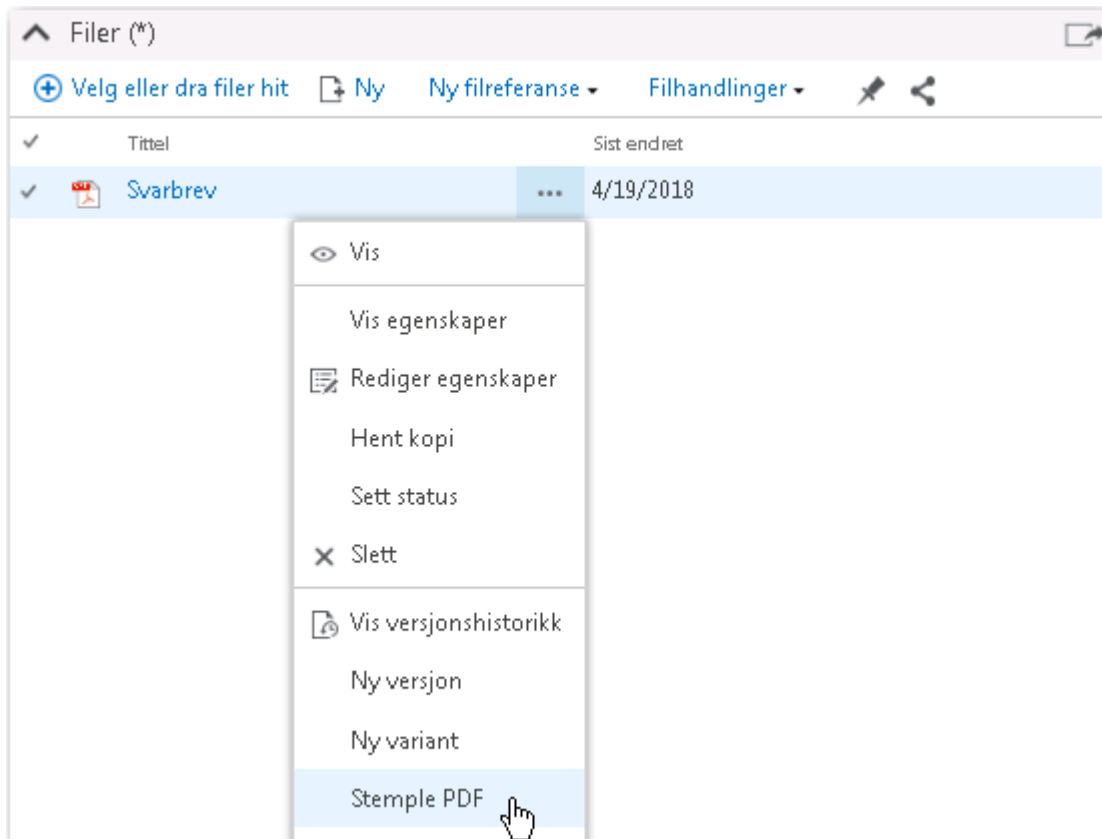 Filer (*)
Velg eller dra filer hit Ny Ny filreferanse Filhandlinger
Tittel Sist endret
Svarbrev ... 4/19/2018
Vis
Vis egenskaper
Rediger egenskaper
Hent kopi
Sett status
Slett
Vis versjonshistorikk
Ny versjon
Ny variant
Stemple PDF